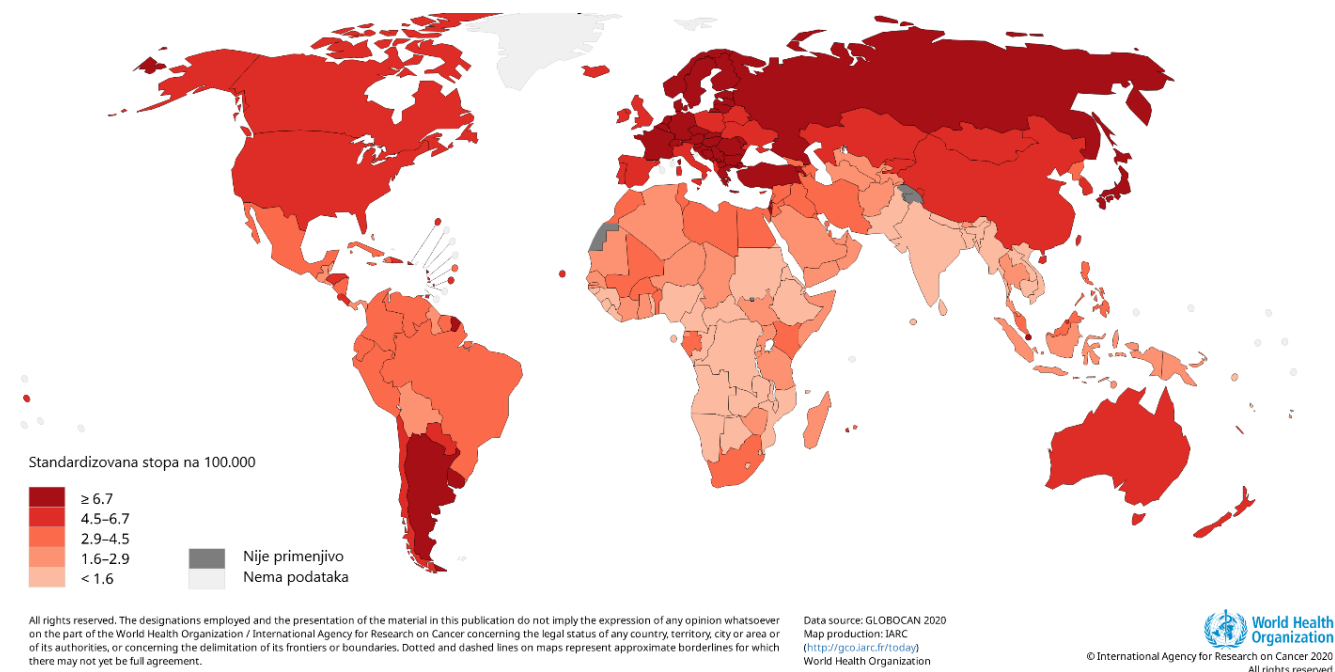 Standardizovana stopa na 100.000
≥ 6.7
4.5–6.7
2.9–4.5
1.6–2.9
< 1.6
Nije primenjivo
Nema podataka
All rights reserved. The designations employed and the presentation of the material in this publication do not imply the expression of any opinion whatsoever
on the part of the World Health Organization / International Agency for Research on Cancer concerning the legal status of any country, territory, city or area or
of its authorities, or concerning the delimitation of its frontiers or boundaries. Dotted and dashed lines on maps represent approximate borderlines for which
there may not yet be full agreement.
Data source: GLOBOCAN 2020
Map production: IARC
(http://gco.iarc.fr/today)
World Health Organization
World Health
Organization
© International Agency for Research on Cancer 2020
All rights reserved